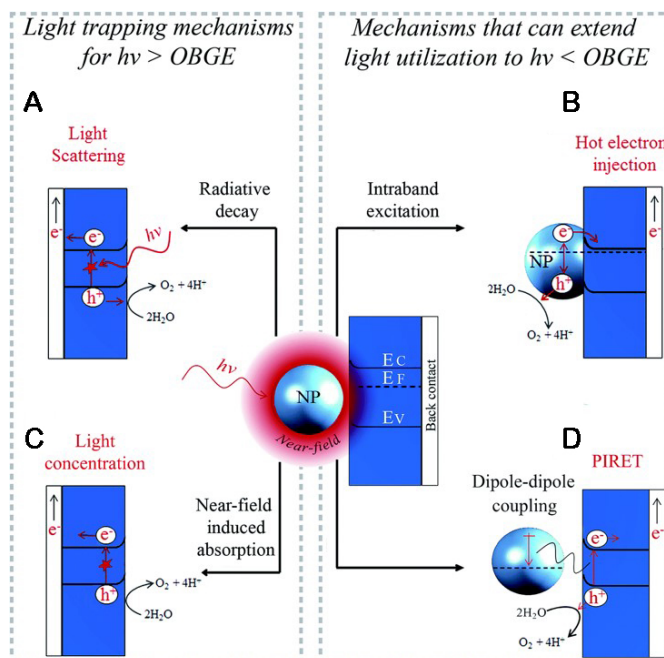 Light trapping mechanisms
for hν > OBGE
Mechanisms that can extend
light utilization to hν < OBGE
A
Light
Scattering
e-
e-
hν
h+
O2 + 4H+
2H2O
Radiative
decay
Intraband
excitation
B
Hot electron
injection
e-
NP
h+
2H2O
O2 + 4H+
e-
hν
NP
Near-field
EC
EF
EV
Back contact
C
Light
concentration
e-
e-
h+
O2 + 4H+
2H2O
Near-field
induced
absorption
D
PIRET
Dipole-dipole
coupling
e-
e-
h+
2H2O
O2 + 4H+